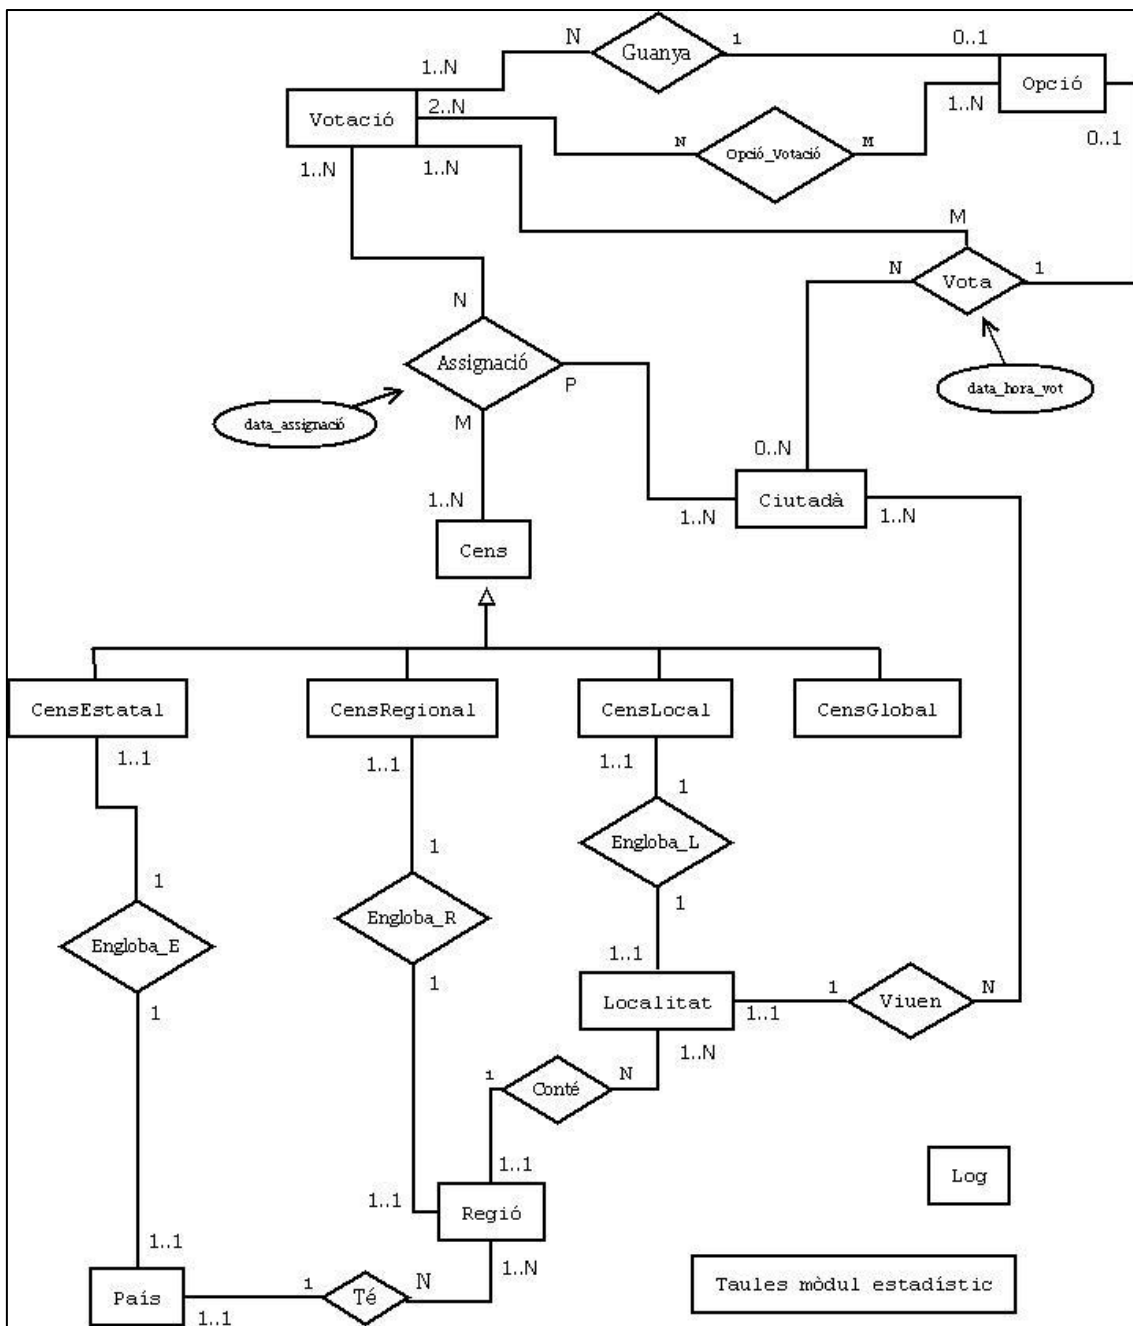 N
Guanya
1
0..1
1..N
Opció
Votació
2..N
1..N
N
Opció_Votació
M
0..1
1..N
1..N
M
N
Vota
1
N
Assignació
P
data_hora_vot
data_assignació
M
0..N
Ciutadà
1..N
1..N
1..N
Cens
CensEstatal
CensRegional
CensLocal
CensGlobal
1..1
1..1
1..1
1
Engloba_L
1
1
1
Engloba_R
Engloba_E
1
1
1..1
1
Viuen
N
Localitat
1..1
1..N
1
Conté
N
1..1
Log
1..1
Regió
1..1
1..N
País
1
Té
N
1..1
Taules mòdul estadístic